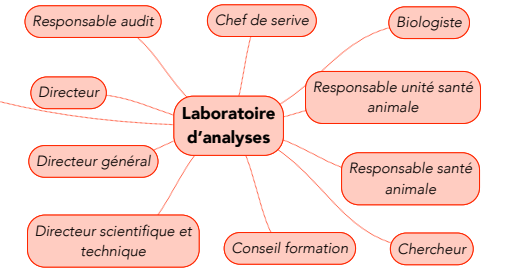 Responsable audit
Chef de serive
Biologiste
Directeur
Responsable unité santé
animale
Laboratoire
d'analyses
Directeur général
Responsable santé
animale
Directeur scientifique et
technique
Conseil formation
Chercheur